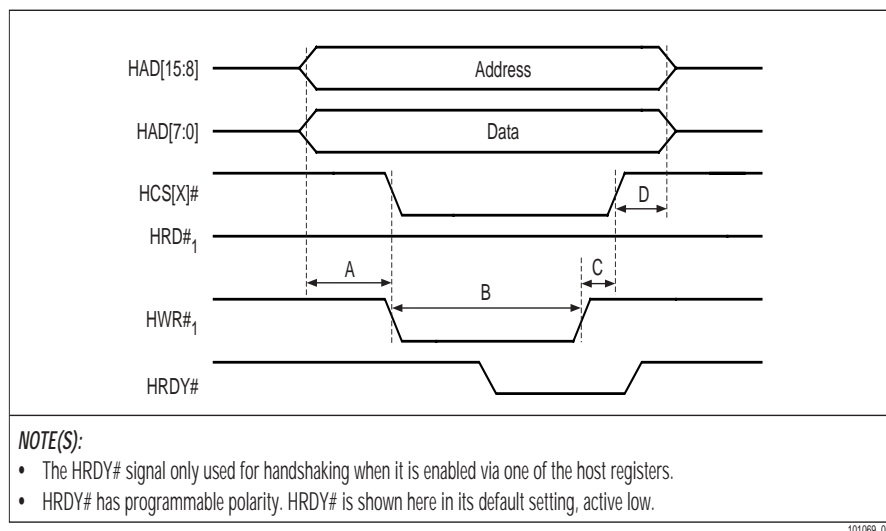 HAD[15:8]
Address
HAD[7:0]
Data
HCS[X]#
D
HRD#1
A
C
B
HWR#1
HRDY#
NOTE(S):
• The HRDY# signal only used for handshaking when it is enabled via one of the host registers.
• HRDY# has programmable polarity. HRDY# is shown here in its default setting, active low.